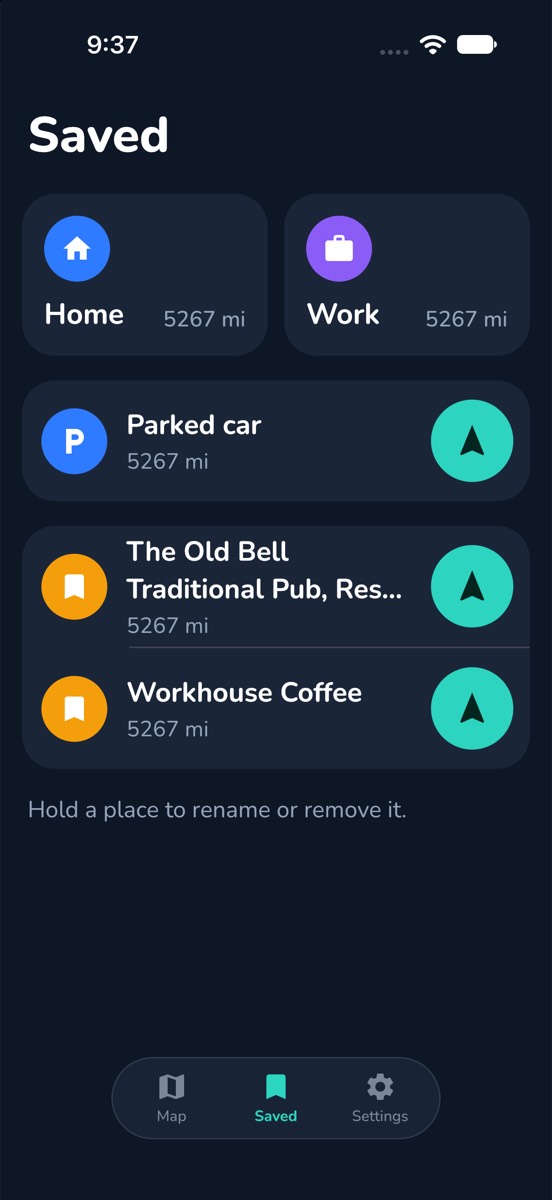 9:37
Saved
Home 5267 mi
Work 5267 mi
P
Parked car
5267 mi
The Old Bell
Traditional Pub, Res...
5267 mi
Workhouse Coffee
5267 mi
Hold a place to rename or remove it.
Map
Saved
Settings